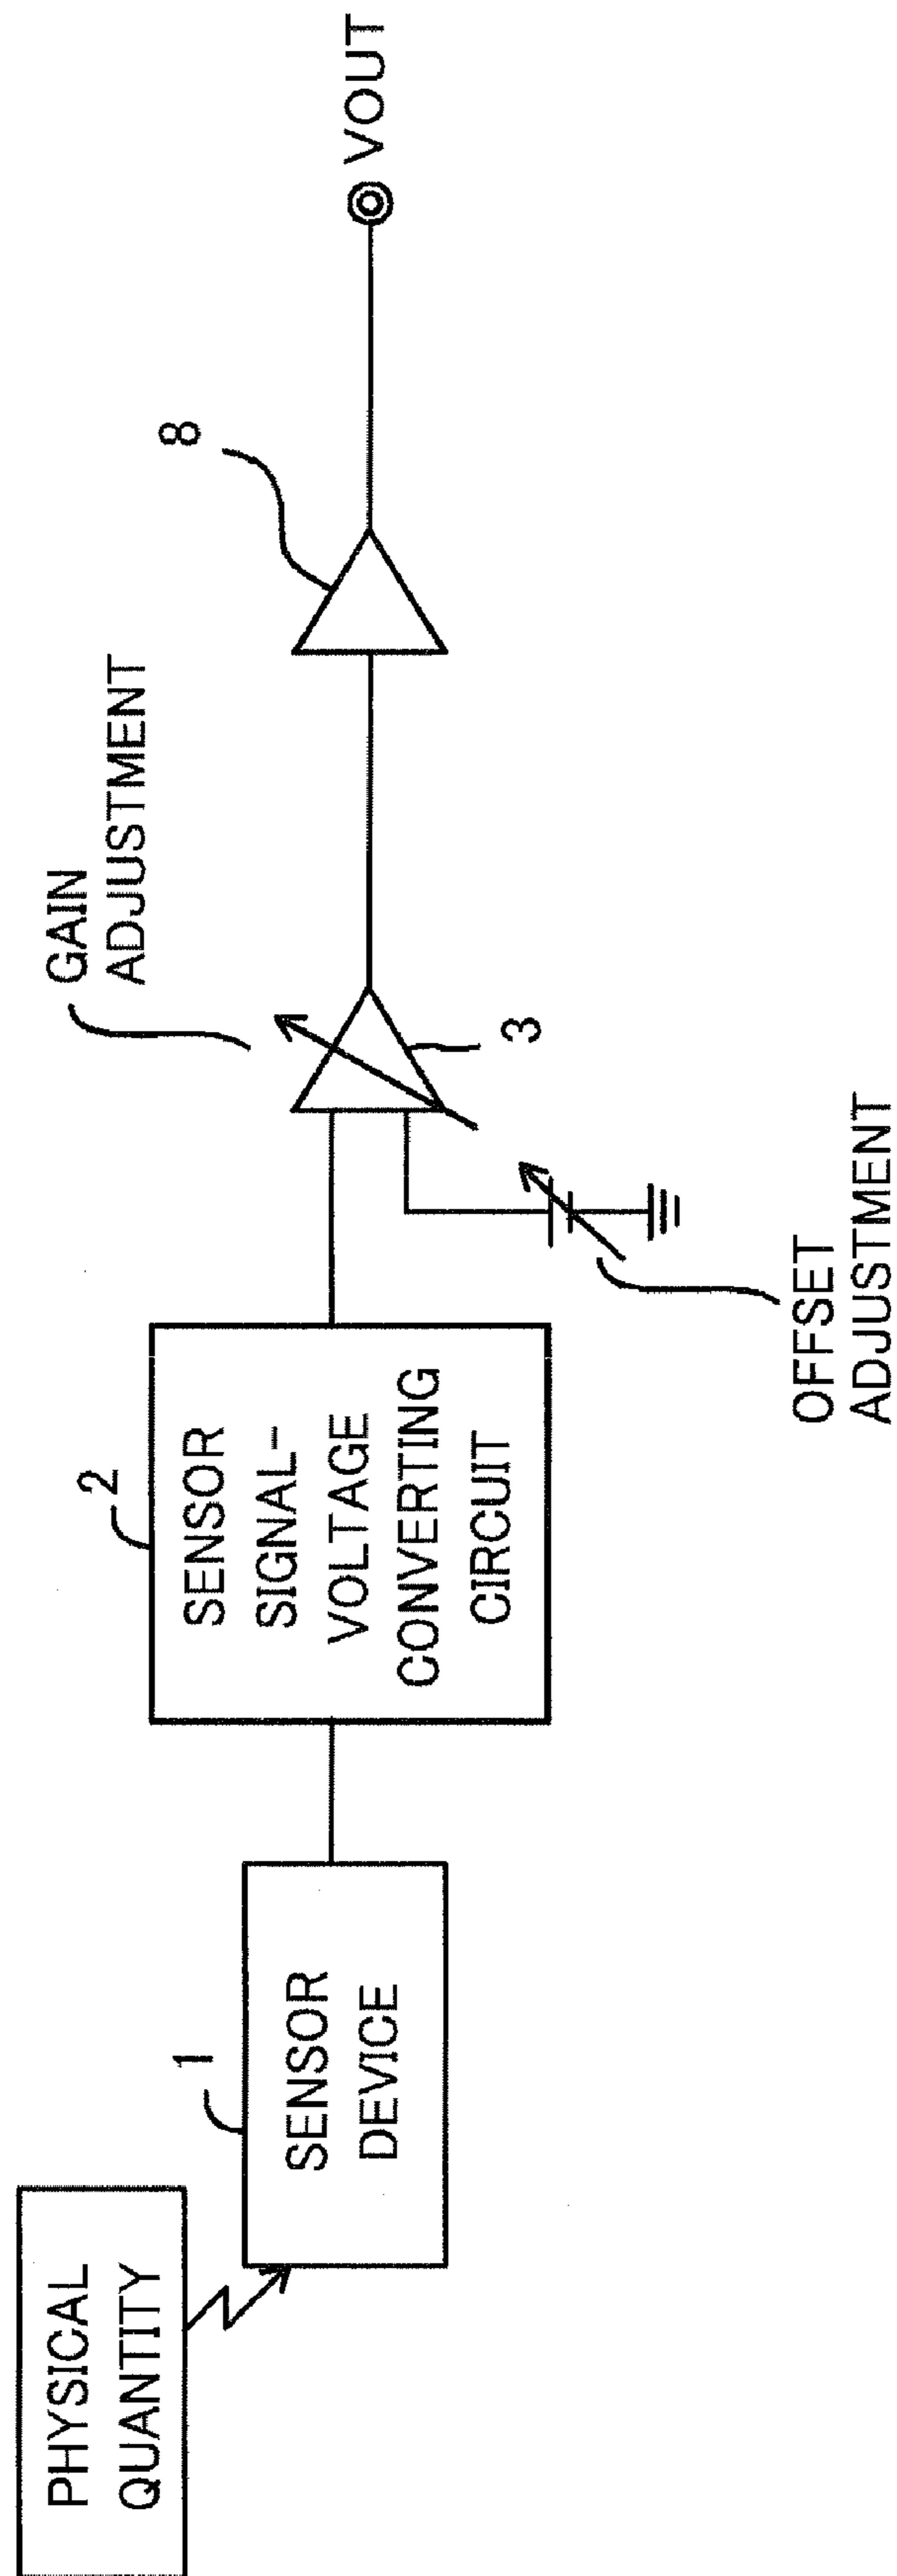 PHYSICAL
QUANTITY
1
SENSOR
DEVICE
2
SENSOR
SIGNAL-
VOLTAGE
CONVERTING
CIRCUIT
OFFSET
ADJUSTMENT
GAIN
ADJUSTMENT
3
8
VOUT